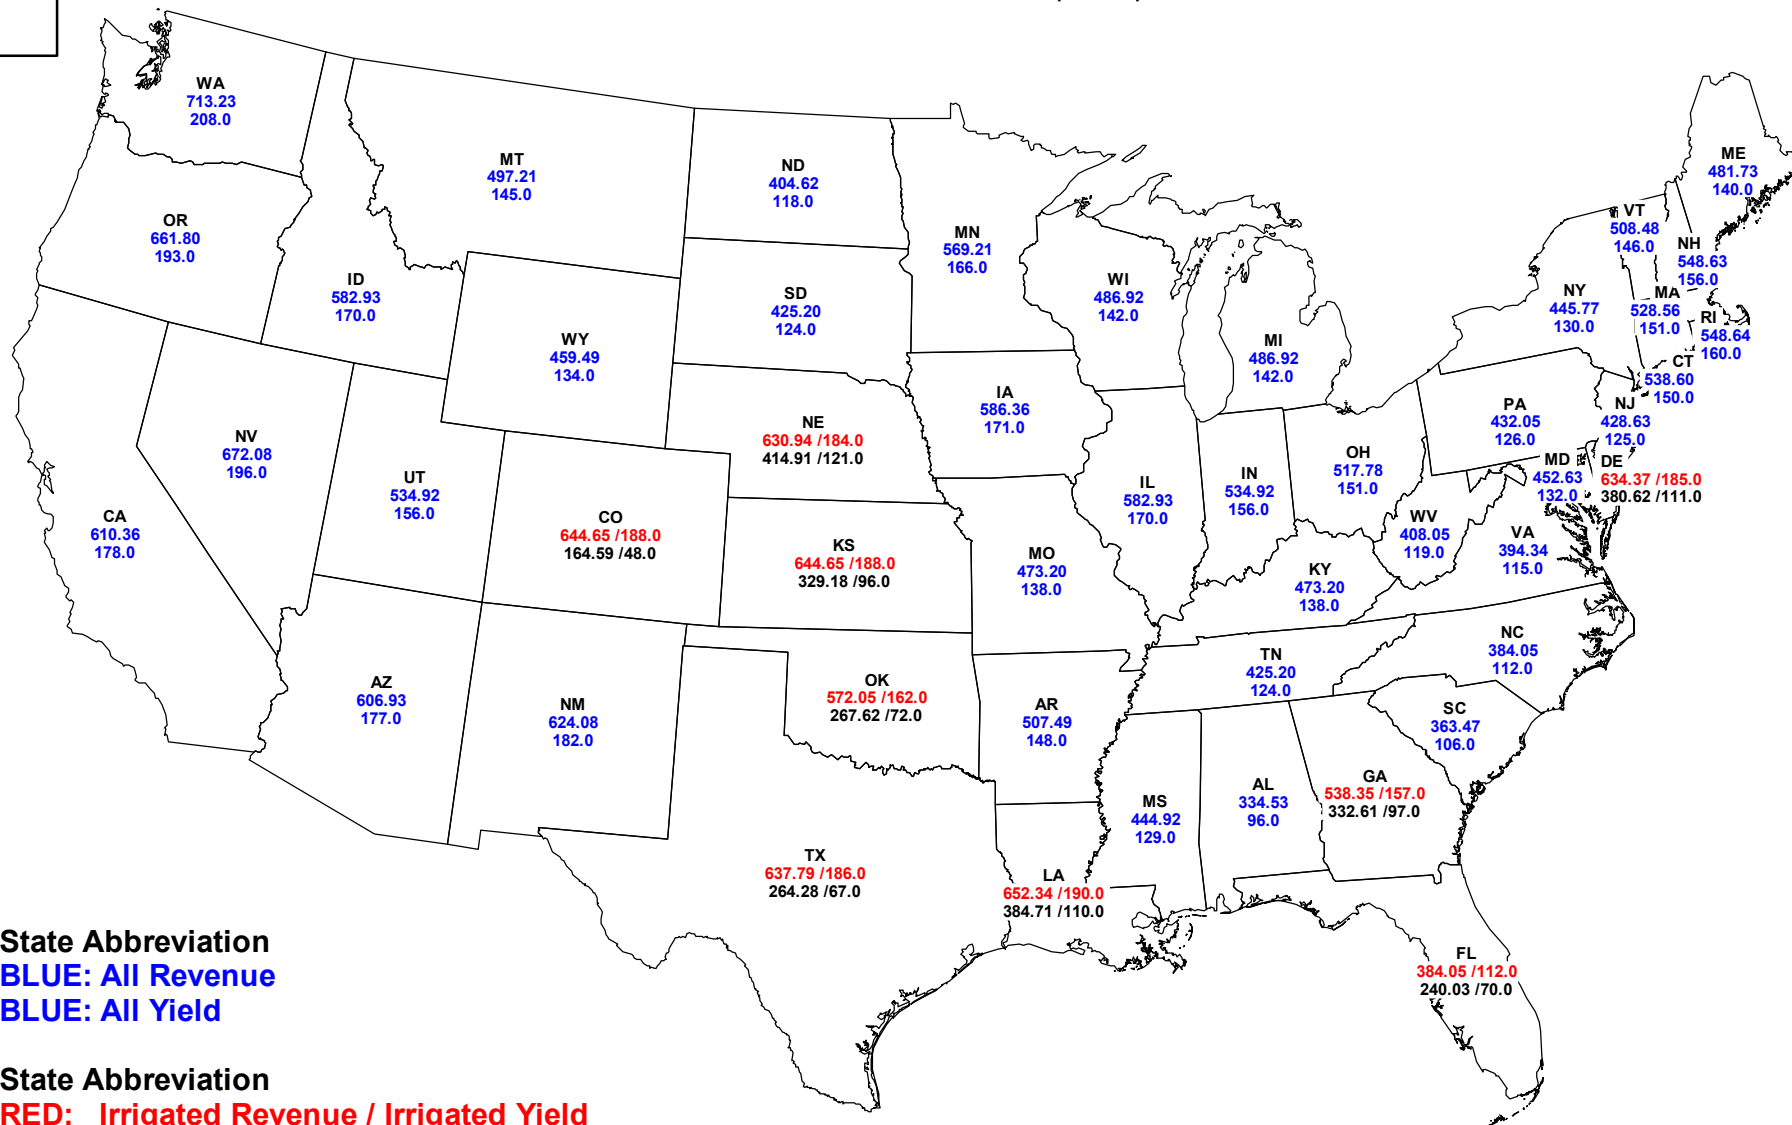 WA
713.23
208.0
MT
497.21
145.0
ND
404.62
118.0
ME
481.73
140.0
OR
661.80
193.0
MN
569.21
166.0
VT
508.48
146.0
NH
548.63
156.0
ID
582.93
170.0
SD
425.20
124.0
WI
486.92
142.0
NY
445.77
130.0
MA
528.56
151.0
RI
548.64
160.0
WY
459.49
134.0
MI
486.92
142.0
CT
538.60
150.0
IA
586.36
171.0
PA
432.05
126.0
NJ
428.63
125.0
NV
672.08
196.0
NE
630.94 /184.0
414.91 /121.0
OH
517.78
151.0
MD
452.63
132.0
DE
634.37 /185.0
380.62 /111.0
UT
534.92
156.0
IL
582.93
170.0
IN
534.92
156.0
CA
610.36
178.0
CO
644.65 /188.0
164.59 /48.0
KS
644.65 /188.0
329.18 /96.0
MO
473.20
138.0
WV
408.05
119.0
VA
394.34
115.0
KY
473.20
138.0
NC
384.05
112.0
TN
425.20
124.0
AZ
606.93
177.0
NM
624.08
182.0
OK
572.05 /162.0
267.62 /72.0
AR
507.49
148.0
SC
363.47
106.0
MS
444.92
129.0
AL
334.53
96.0
GA
538.35 /157.0
332.61 /97.0
TX
637.79 /186.0
264.28 /67.0
LA
652.34 /190.0
384.71 /110.0
FL
384.05 /112.0
240.03 /70.0
State Abbreviation
BLUE: All Revenue
BLUE: All Yield
State Abbreviation
RED: Irrigated Revenue / Irrigated Yield